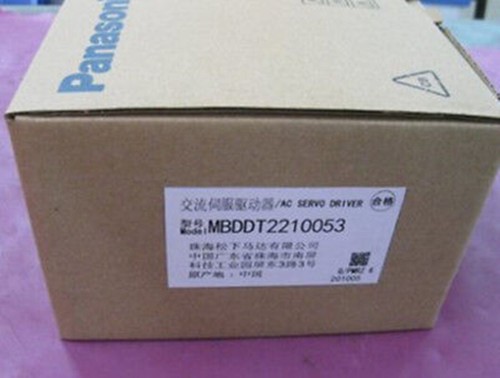 Panasonic
交流伺服驱动器/AC SERVO DRIVER 合格
型号 Model MBDDT2210053
珠海松下马达有限公司
中国广东省珠海市南屏
科技工业园屏东3路3号
原产地：中国
201005